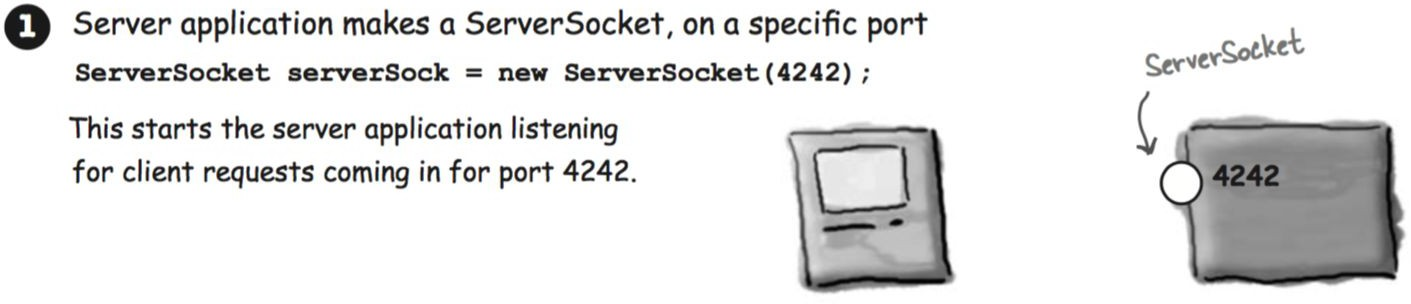 1 Server application makes a ServerSocket, on a specific port
ServerSocket serverSock = new ServerSocket(4242);
This starts the server application listening
for client requests coming in for port 4242.
ServerSocket
4242